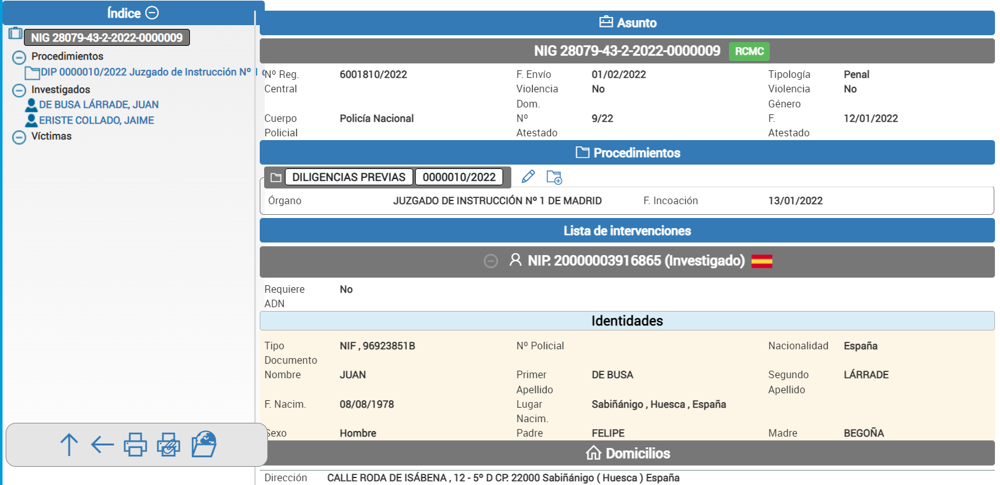 Índice
NIG 28079-43-2-2022-0000009
Procedimientos
DIP 0000010/2022 Juzgado de Instrucción Nº 1 d
Investigados
DE BUSA LÁRRADE, JUAN
ERISTE COLLADO, JAIME
Víctimas
Asunto
NIG 28079-43-2-2022-0000009 RCMC
Nº Reg. Central 6001810/2022 F. Envío 01/02/2022 Tipología Penal
Violencia Dom. No Violencia Género No
Cuerpo Policial Policía Nacional Nº Atestado 9/22 F. Atestado 12/01/2022
Procedimientos
DILIGENCIAS PREVIAS 0000010/2022
Órgano JUZGADO DE INSTRUCCIÓN Nº 1 DE MADRID F. Incoación 13/01/2022
Lista de intervenciones
NIP. 20000003916865 (Investigado)
Requiere ADN No
Identidades
Tipo Documento NIF , 96923851B Nº Policial Nacionalidad España
Nombre JUAN Primer Apellido DE BUSA Segundo Apellido LÁRRADE
F. Nacim. 08/08/1978 Lugar Nacim. Sabiñánigo , Huesca , España
Sexo Hombre Padre FELIPE Madre BEGOÑA
Domicilios
Dirección CALLE RODA DE ISÁBENA , 12 - 5º D CP. 22000 Sabiñánigo ( Huesca ) España